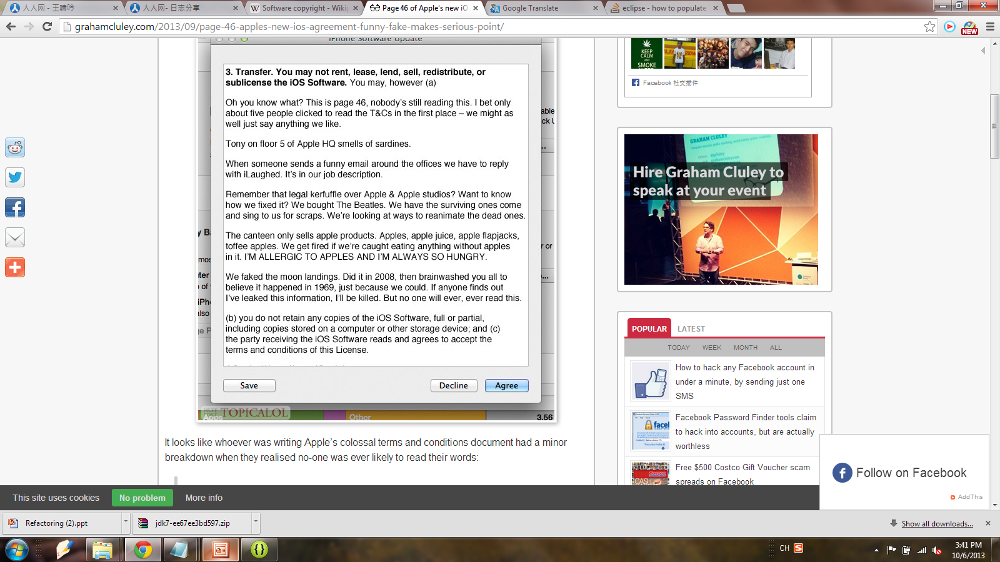 人人网 - 王啸吟
人人网- 日志分享
Software copyright - Wikip
Page 46 of Apple's new iO
Google Translate
eclipse - how to populate
grahamcluley.com/2013/09/page-46-apples-new-ios-agreement-funny-fake-makes-serious-point/
NEW
iPhone Software Update
3. Transfer. You may not rent, lease, lend, sell, redistribute, or
sublicense the iOS Software. You may, however (a)
Oh you know what? This is page 46, nobody's still reading this. I bet only
about five people clicked to read the T&Cs in the first place – we might as
well just say anything we like.
Tony on floor 5 of Apple HQ smells of sardines.
When someone sends a funny email around the offices we have to reply
with iLaughed. It's in our job description.
Remember that legal kerfuffle over Apple & Apple studios? Want to know
how we fixed it? We bought The Beatles. We have the surviving ones come
and sing to us for scraps. We're looking at ways to reanimate the dead ones.
The canteen only sells apple products. Apples, apple juice, apple flapjacks,
toffee apples. We get fired if we're caught eating anything without apples
in it. I'M ALLERGIC TO APPLES AND I'M ALWAYS SO HUNGRY.
We faked the moon landings. Did it in 2008, then brainwashed you all to
believe it happened in 1969, just because we could. If anyone finds out
I've leaked this information, I'll be killed. But no one will ever, ever read this.
(b) you do not retain any copies of the iOS Software, full or partial,
including copies stored on a computer or other storage device; and (c)
the party receiving the iOS Software reads and agrees to accept the
terms and conditions of this License.
Save
Decline
Agree
HUFF
TOPICALOL
Apps
Other
3.56
It looks like whoever was writing Apple's colossal terms and conditions document had a minor
breakdown when they realised no-one was ever likely to read their words:
KEEP
CALM
AND
SMOKE
Facebook 社交插件
GRAHAM CLULEY
Hire Graham Cluley to
speak at your event
POPULAR
LATEST
TODAY
WEEK
MONTH
ALL
How to hack any Facebook account in
under a minute, by sending just one
SMS
Facebook Password Finder tools claim
to hack into accounts, but are actually
worthless
Free $500 Costco Gift Voucher scam
spreads on Facebook
Follow on Facebook
AddThis
This site uses cookies
No problem
More info
Refactoring (2).ppt
jdk7-ee67ee3bd597.zip
Show all downloads...
CH
3:41 PM
10/6/2013